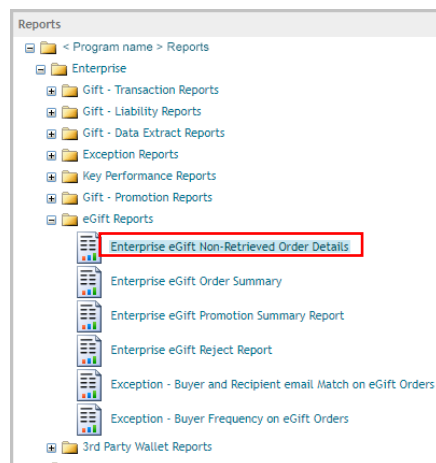 Reports
< Program name > Reports
Enterprise
Gift - Transaction Reports
Gift - Liability Reports
Gift - Data Extract Reports
Exception Reports
Key Performance Reports
Gift - Promotion Reports
eGift Reports
Enterprise eGift Non-Retrieved Order Details
Enterprise eGift Order Summary
Enterprise eGift Promotion Summary Report
Enterprise eGift Reject Report
Exception - Buyer and Recipient email Match on eGift Orders
Exception - Buyer Frequency on eGift Orders
3rd Party Wallet Reports